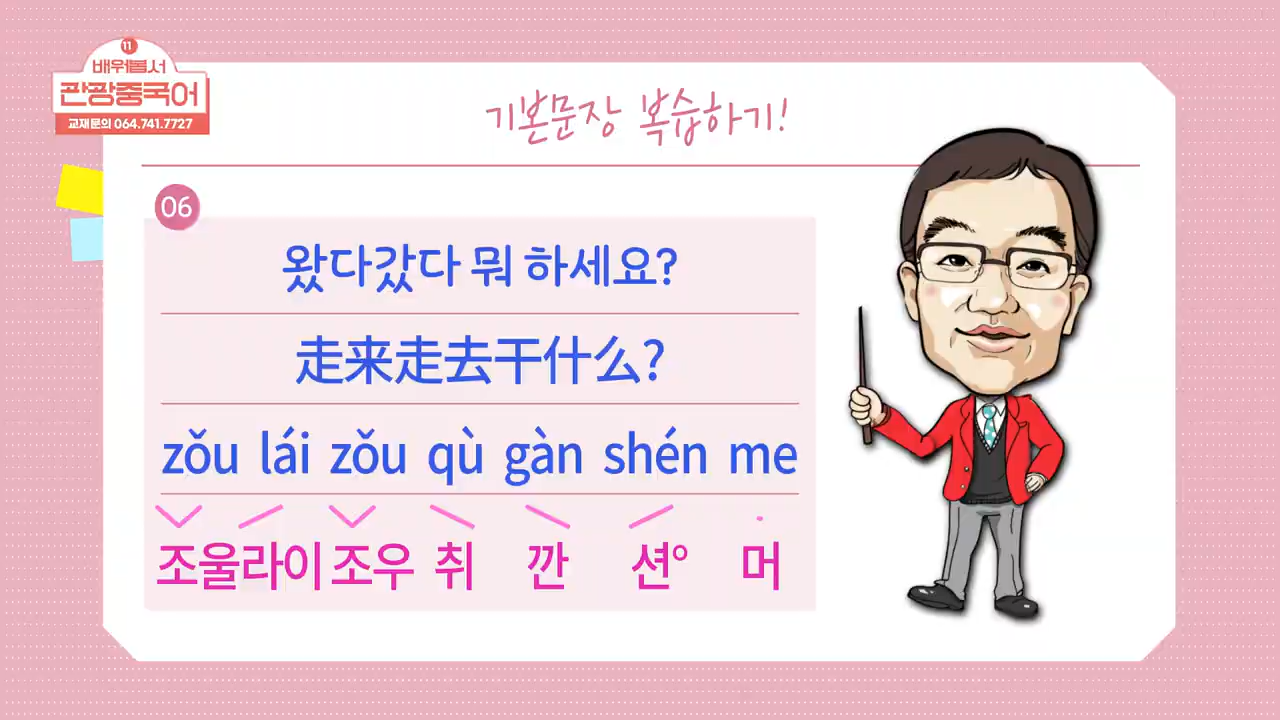 11
배워봅서
관광중국어
교재문의 064.741.7727
기본문장 복습하기!
06
왔다갔다 뭐 하세요?
走来走去干什么?
zǒu lái zǒu qù gàn shén me
조울라이 조우 취 깐 션º 머